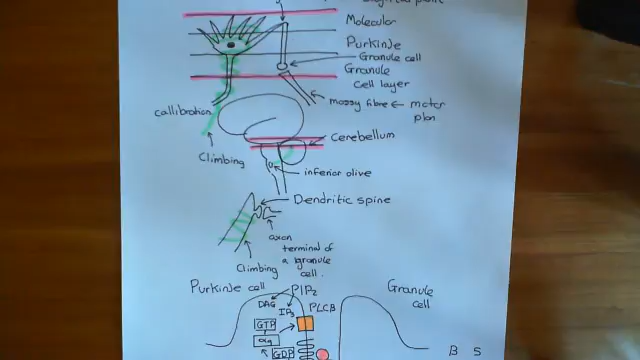 Molecular
Purkinje
Granule cell
Granule
cell layer
mossy fibre ← motor
plan
callibration
Cerebellum
Climbing
inferior olive
Dendritic spine
axon
terminal of
a granule
cell.
Climbing
Purkinje cell
PIP2
Granule
cell
DAG
IP3
PLCB
GTP
αq
GDP
B S